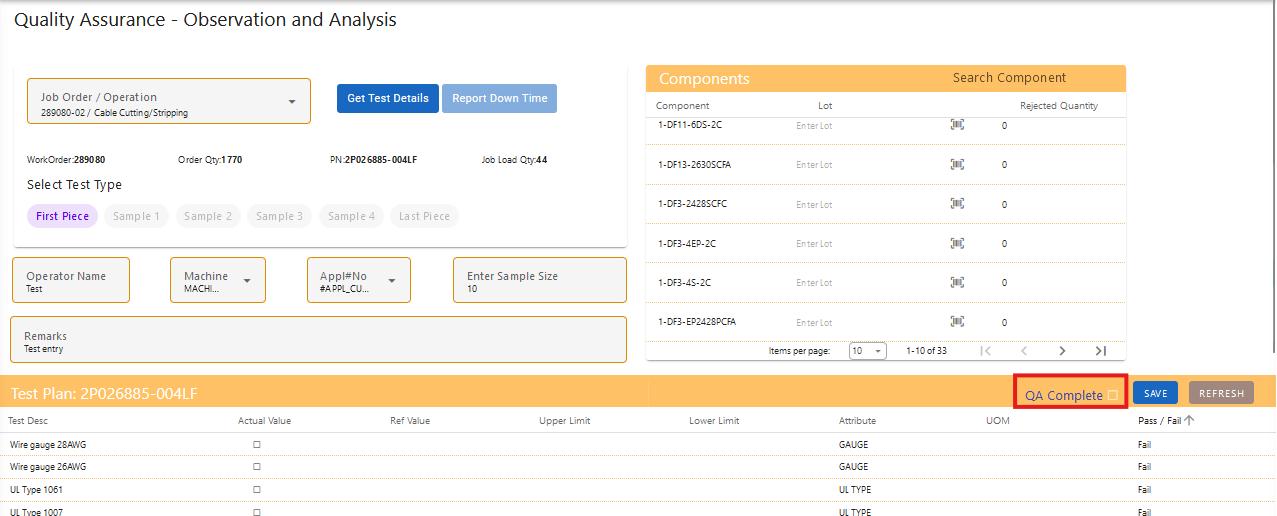 Quality Assurance - Observation and Analysis
Job Order / Operation
289080-02 / Cable Cutting/Stripping
Get Test Details
Report Down Time
WorkOrder:289080 Order Qty:1770 PN:2P026885-004LF Job Load Qty:44
Select Test Type
First Piece Sample 1 Sample 2 Sample 3 Sample 4 Last Piece
Operator Name
Test
Machine
MACHI...
Appl#No
#APPL_CU...
Enter Sample Size
10
Remarks
Test entry
Components Search Component
Component Lot Rejected Quantity
1-DF11-6DS-2C Enter Lot 0
1-DF13-2630SCFA Enter Lot 0
1-DF3-2428SCFC Enter Lot 0
1-DF3-4EP-2C Enter Lot 0
1-DF3-4S-2C Enter Lot 0
1-DF3-EP2428PCFA Enter Lot 0
Items per page: 10 1-10 of 33
Test Plan: 2P026885-004LF QA Complete SAVE REFRESH
Test Desc Actual Value Ref Value Upper Limit Lower Limit Attribute UOM Pass / Fail
Wire gauge 28AWG GAUGE Fail
Wire gauge 26AWG GAUGE Fail
UL Type 1061 UL TYPE Fail
UL Type 1007 UL TYPE Fail